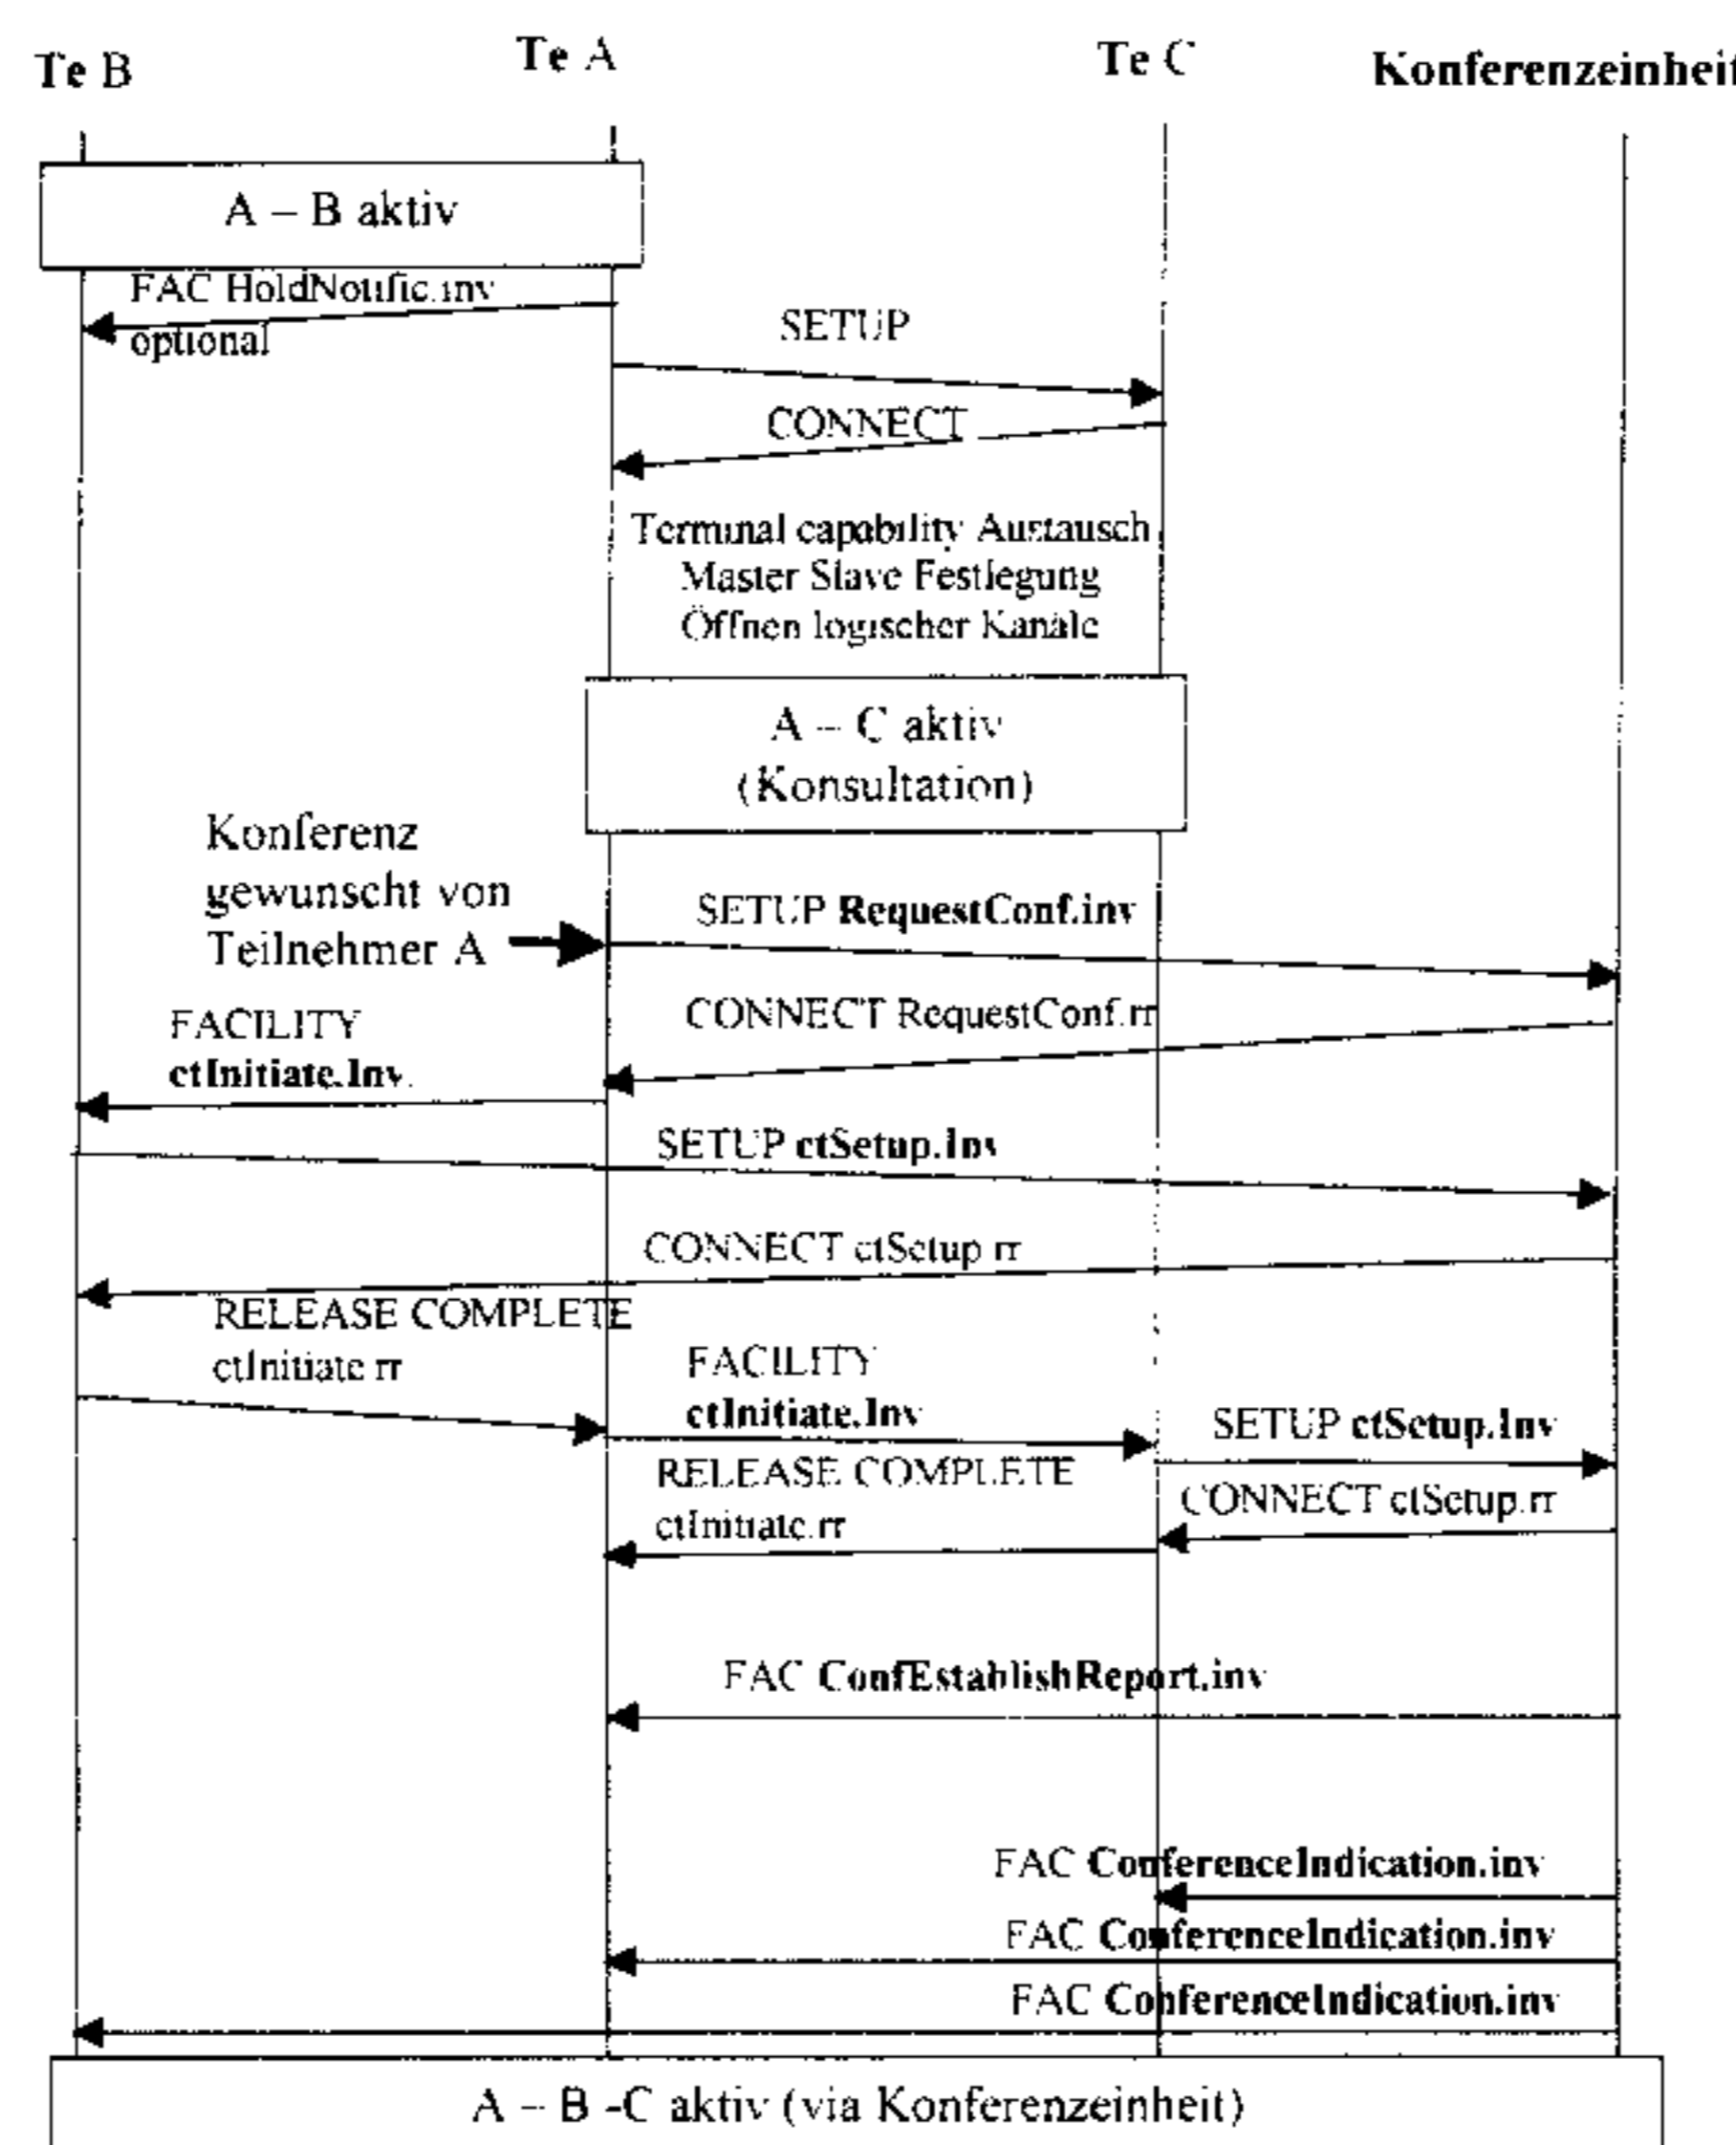 Te B
Te A
Te C
Konferenzeinheit
A – B aktiv
FAC HoldNotific.inv
optional
SETUP
CONNECT
Terminal capability Austausch
Master Slave Festlegung
Öffnen logischer Kanäle
A – C aktiv
(Konsultation)
Konferenz
gewunscht von
Teilnehmer A
SETUP RequestConf.inv
CONNECT RequestConf.rr
FACILITY
ctInitiate.Inv.
SETUP ctSetup.Inv
CONNECT ctSetup rr
RELEASE COMPLETE
ctInitiate rr
FACILITY
ctInitiate.Inv
SETUP ctSetup.Inv
RELEASE COMPLETE
ctInitiate.rr
CONNECT ctSetup.rr
FAC ConfEstablishReport.inv
FAC ConferenceIndication.inv
FAC ConferenceIndication.inv
FAC ConferenceIndication.inv
A – B -C aktiv (via Konferenzeinheit)